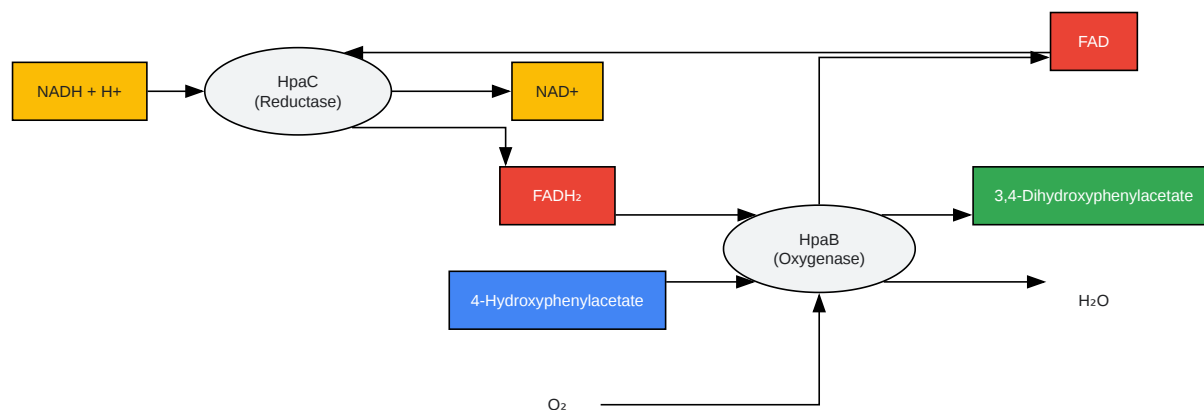 FAD
NADH + H+
HpaC
(Reductase)
NAD+
FADH₂
3,4-Dihydroxyphenylacetate
HpaB
(Oxygenase)
4-Hydroxyphenylacetate
H₂O
O₂